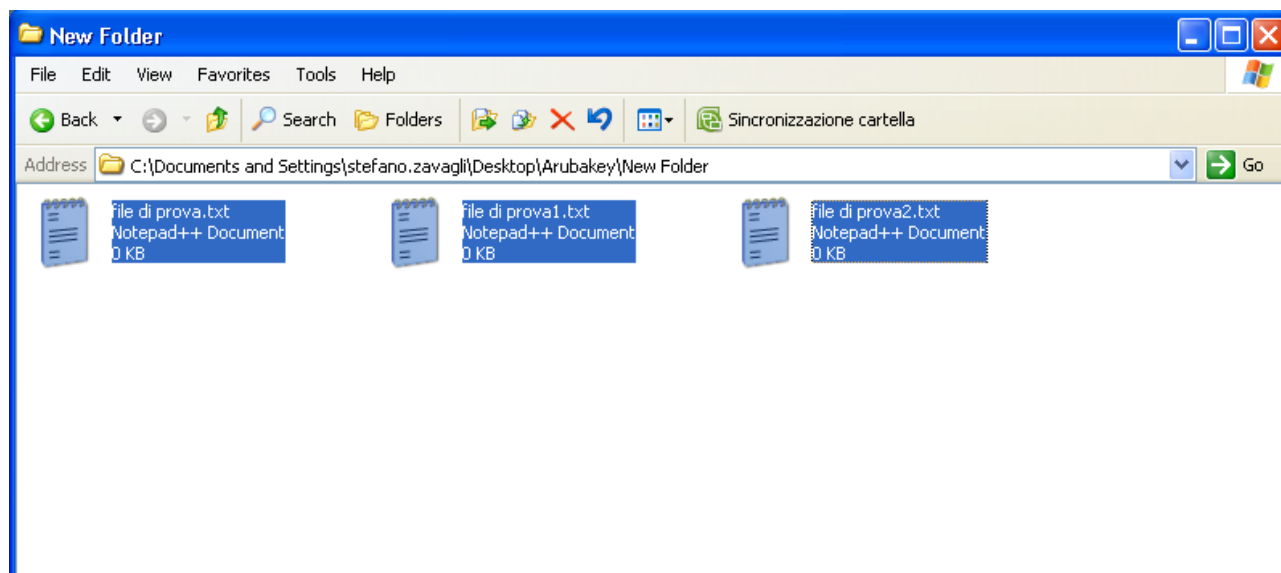 New Folder
File Edit View Favorites Tools Help
Back Search Folders Sincronizzazione cartella
Address C:\Documents and Settings\stefano.zavagli\Desktop\Arubakey\New Folder Go
file di prova.txt
Notepad++ Document
0 KB
file di prova1.txt
Notepad++ Document
0 KB
file di prova2.txt
Notepad++ Document
0 KB